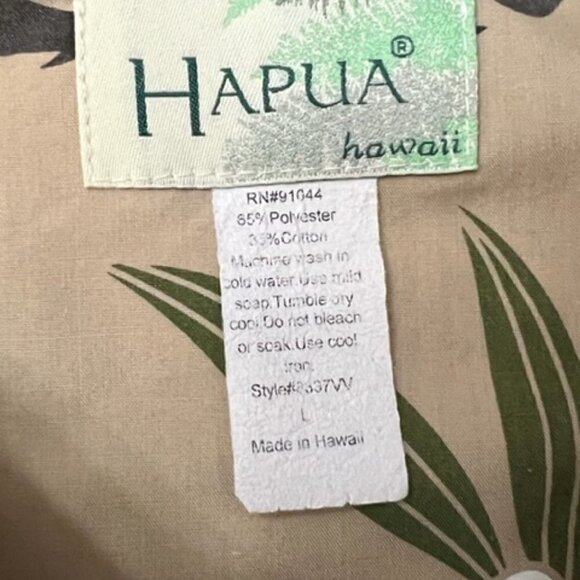 HAPUA®
hawaii
RN#91044
65% Polyester
35%Cotton
Machine wash in
cold water.Use mild
soap.Tumble dry
cool.Do not bleach
or soak.Use cool
iron.
L
Made in Hawaii